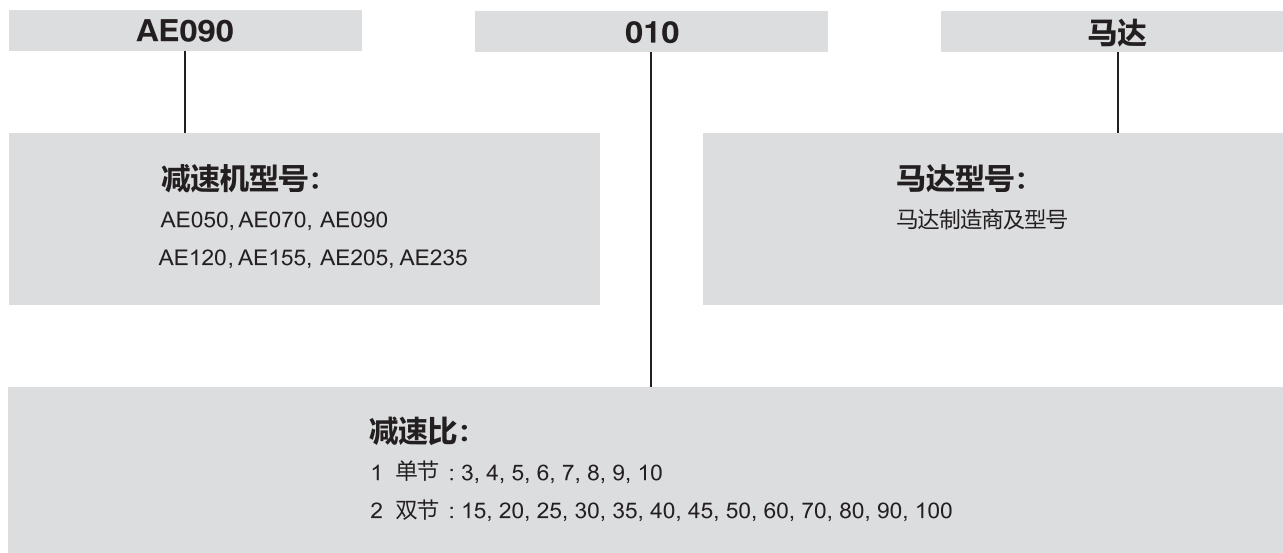 AE090
010
马达
减速机型号:
AE050, AE070, AE090
AE120, AE155, AE205, AE235
马达型号:
马达制造商及型号
减速比:
1 单节 : 3, 4, 5, 6, 7, 8, 9, 10
2 双节 : 15, 20, 25, 30, 35, 40, 45, 50, 60, 70, 80, 90, 100